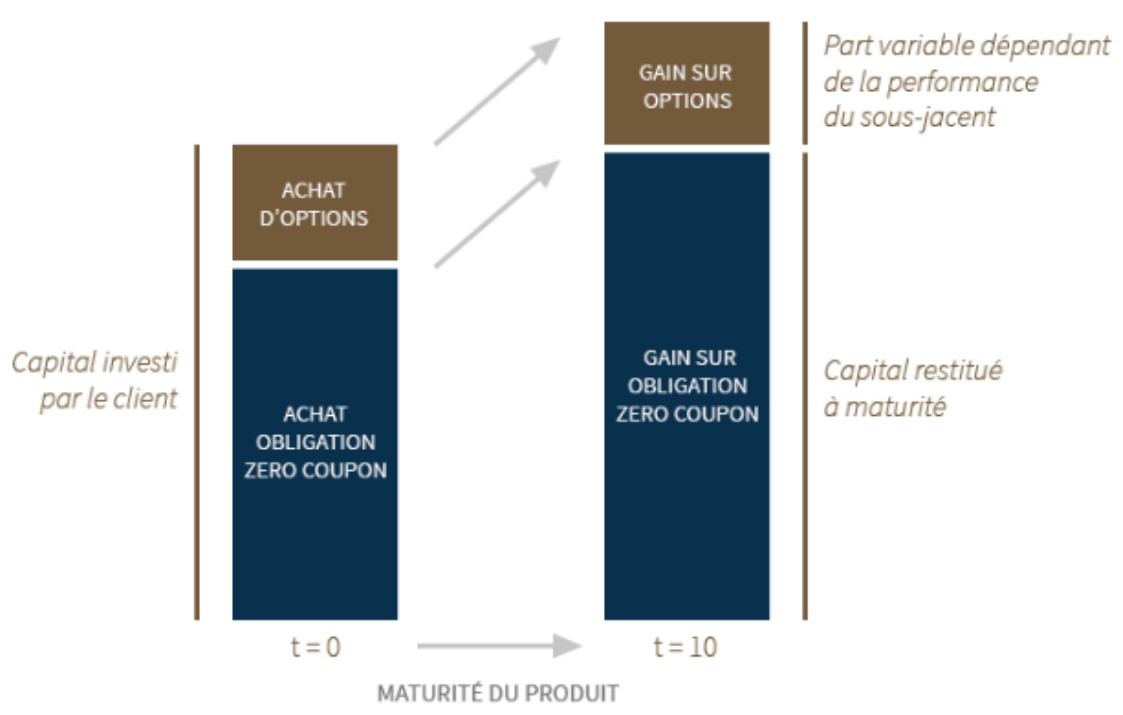 GAIN SUR
OPTIONS
Part variable dépendant
de la performance
du sous-jacent
ACHAT
D'OPTIONS
Capital investi
par le client
ACHAT
OBLIGATION
ZERO COUPON
GAIN SUR
OBLIGATION
ZERO COUPON
Capital restitué
à maturité
t = 0
t = 10
MATURITÉ DU PRODUIT